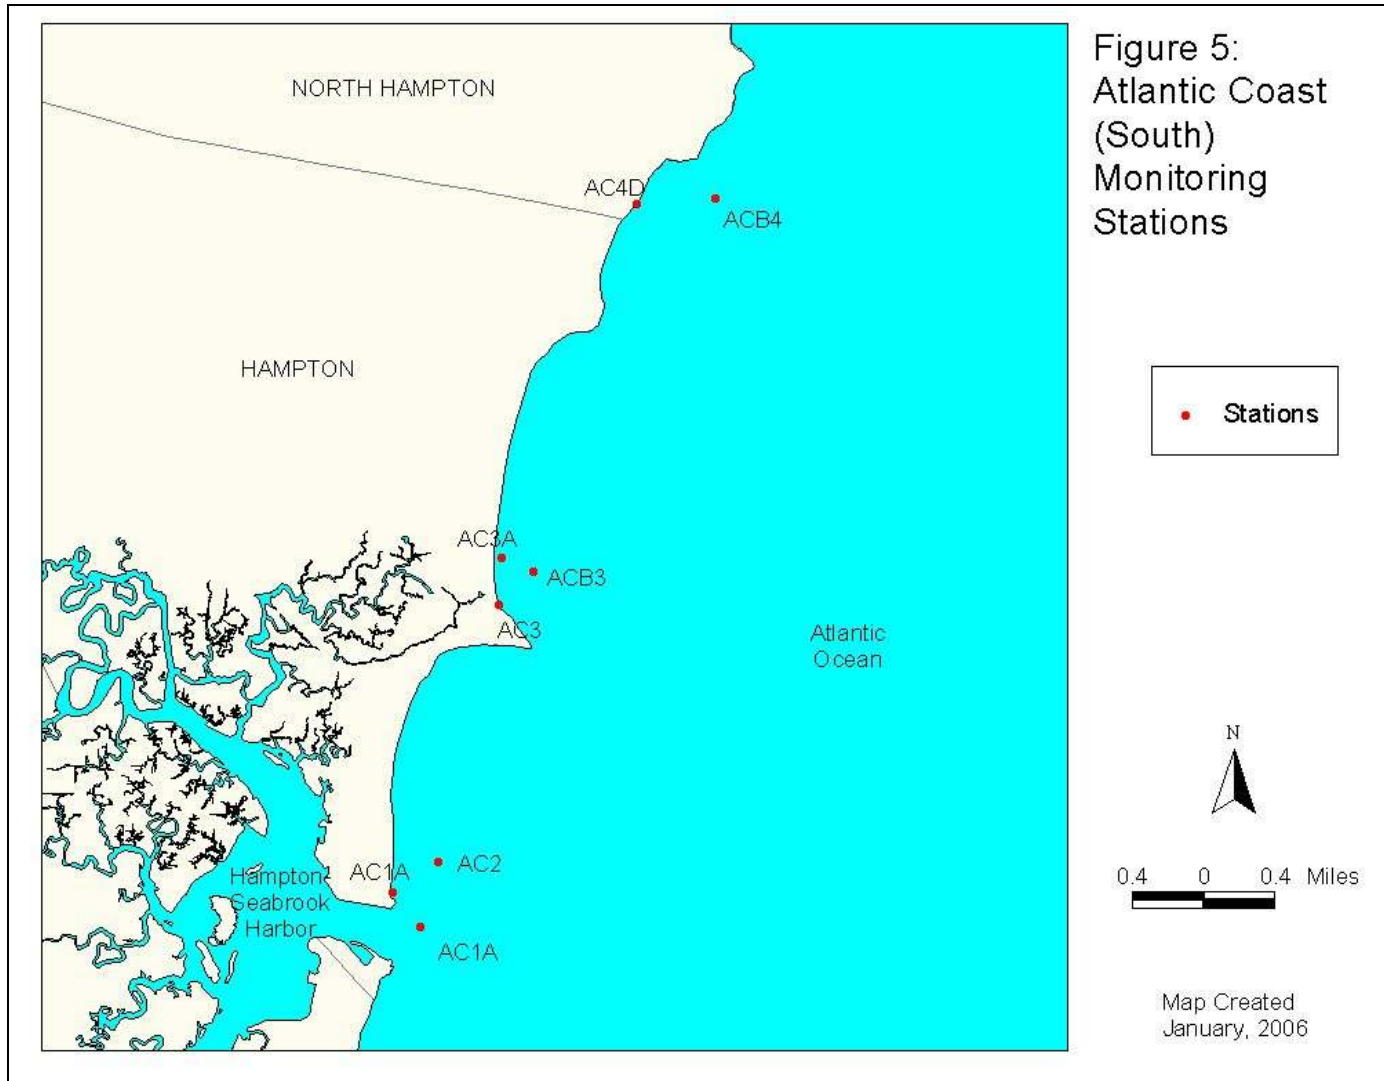 Figure 5:
Atlantic Coast
(South)
Monitoring
Stations
NORTH HAMPTON
AC4D
ACB4
HAMPTON
Stations
AC3A
ACB3
AC3
Atlantic
Ocean
N
AC2
AC1A
Hampton-
Seabrook
Harbor
AC1A
0.4 0 0.4 Miles
Map Created
January, 2006